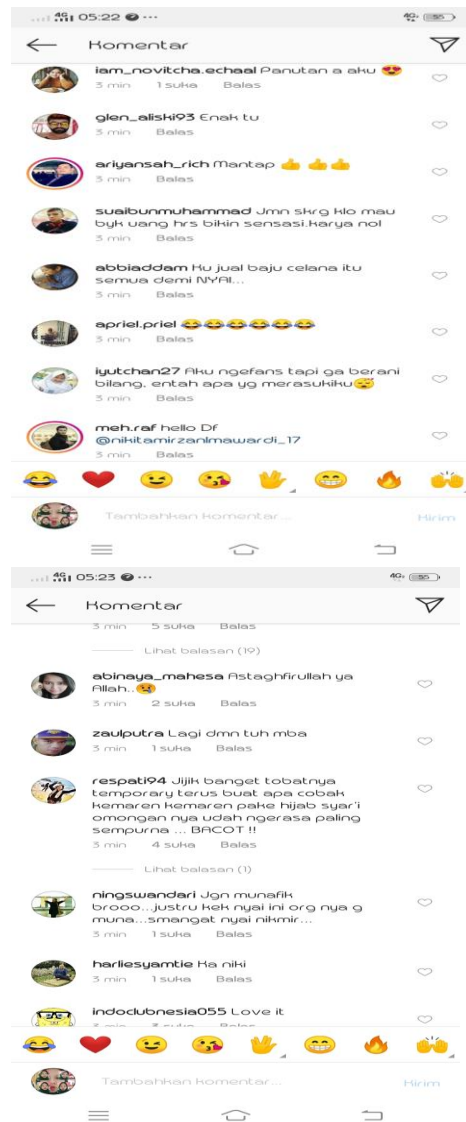 4G 05:22
Komentar
iam_novitcha.echaal Panutan a aku 😍
3 min 1 suka Balas
glen_aliski93 Enak tu
3 min Balas
ariyansah_rich Mantap 👍 👍👍
3 min Balas
suaibunmuhammad Jmn skrg klo mau
byk uang hrs bikin sensasi.karya nol
3 min Balas
abbiaddam Ku jual baju celana itu
semua demi NYAI...
3 min Balas
apriel.priel 😂😂😂😂😂😂
3 min Balas
iyutchan27 Aku ngefans tapi ga berani
bilang, entah apa yg merasukiku😴
3 min Balas
meh.raf hello Df
@nikitamirzanlmawardi_17
3 min Balas
😂 ❤️ 😉 😘 🖖 😁 🔥 🙌
Tambahkan komentar...
Kirim
4G 05:23
Komentar
3 min 5 suka Balas
Lihat balasan (19)
abinaya_mahesa Astaghfirullah ya
Allah..😢
3 min 2 suka Balas
zaulputra Lagi dmn tuh mba
3 min 1 suka Balas
respati94 Jijik banget tobatnya
temporary terus buat apa cobak
kemaren kemaren pake hijab syar'i
omongan nya udah ngerasa paling
sempurna ... BACOT !!
3 min 4 suka Balas
Lihat balasan (1)
ningswandari Jgn munafik
brooo...justru kek nyai ini org nya g
muna...smangat nyai nikmir...
3 min 1 suka Balas
harliesyamtie Ka niki
3 min 1 suka Balas
indoclubnesia055 Love it
3 min 3 suka Balas
😂 ❤️ 😉 😘 🖖 😁 🔥 🙌
Tambahkan komentar...
Kirim